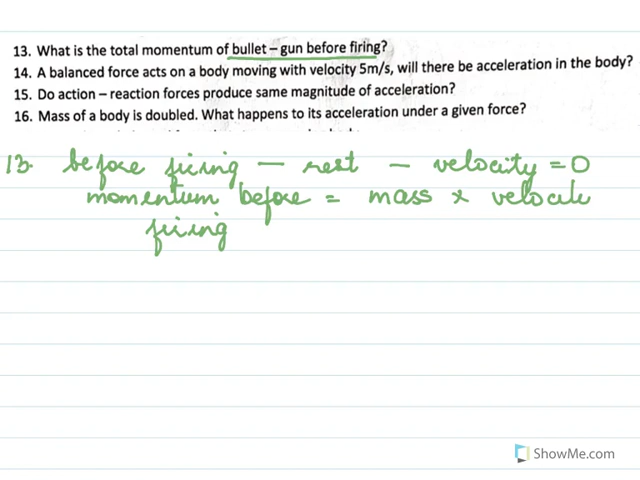 13. What is the total momentum of bullet – gun before firing?
14. A balanced force acts on a body moving with velocity 5m/s, will there be acceleration in the body?
15. Do action – reaction forces produce same magnitude of acceleration?
16. Mass of a body is doubled. What happens to its acceleration under a given force?
13. before firing — rest — velocity = 0
momentum before = mass × velocit
firing
ShowMe.com